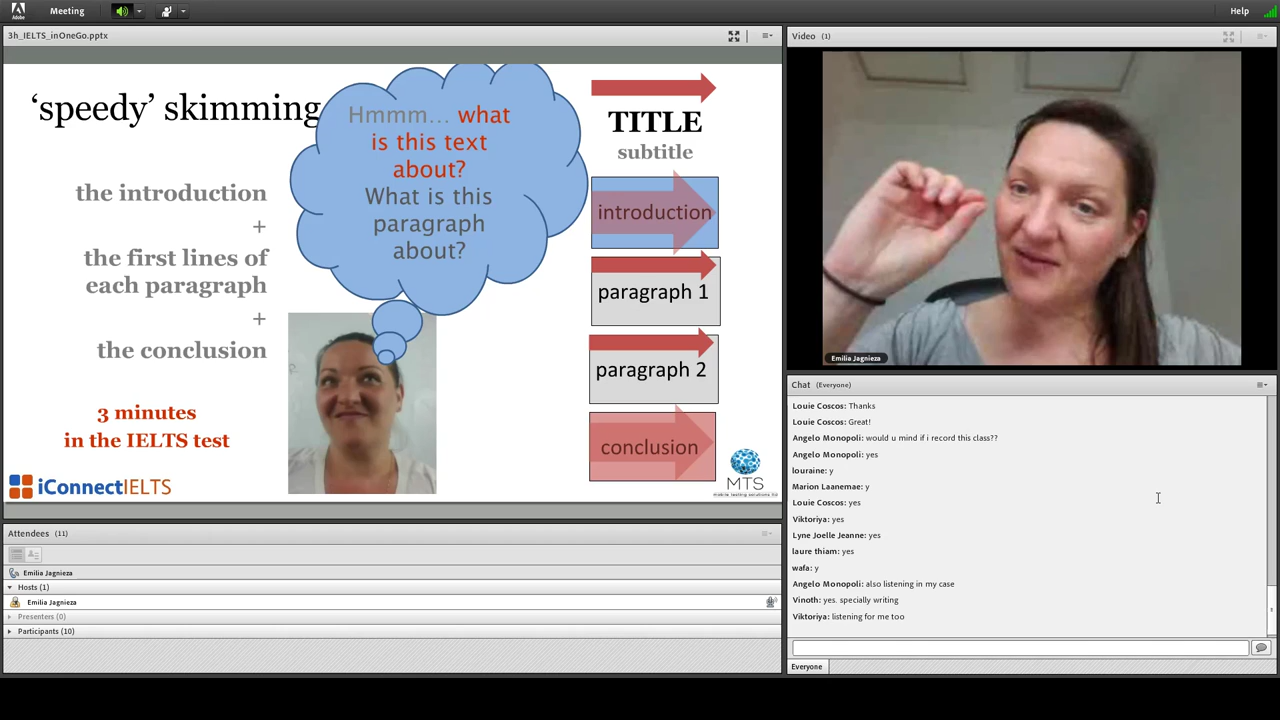 Adobe
Meeting
Help
3h_IELTS_inOneGo.pptx
‘speedy’ skimming
the introduction
+
the first lines of
each paragraph
+
the conclusion
3 minutes
in the IELTS test
iConnectIELTS
Hmmm… what
is this text
about?
What is this
paragraph
about?
TITLE
subtitle
introduction
paragraph 1
paragraph 2
conclusion
MTS
mobile testing solutions ltd
Attendees (11)
Emilia Jagnieza
Hosts (1)
Emilia Jagnieza
Presenters (0)
Participants (10)
Video (1)
Emilia Jagnieza
Chat (Everyone)
Louie Coscos: Thanks
Louie Coscos: Great!
Angelo Monopoli: would u mind if i record this class??
Angelo Monopoli: yes
louraine: y
Marion Laanemae: y
Louie Coscos: yes
Viktoriya: yes
Lyne Joelle Jeanne: yes
laure thiam: yes
wafa: y
Angelo Monopoli: also listening in my case
Vinoth: yes. specially writing
Viktoriya: listening for me too
Everyone